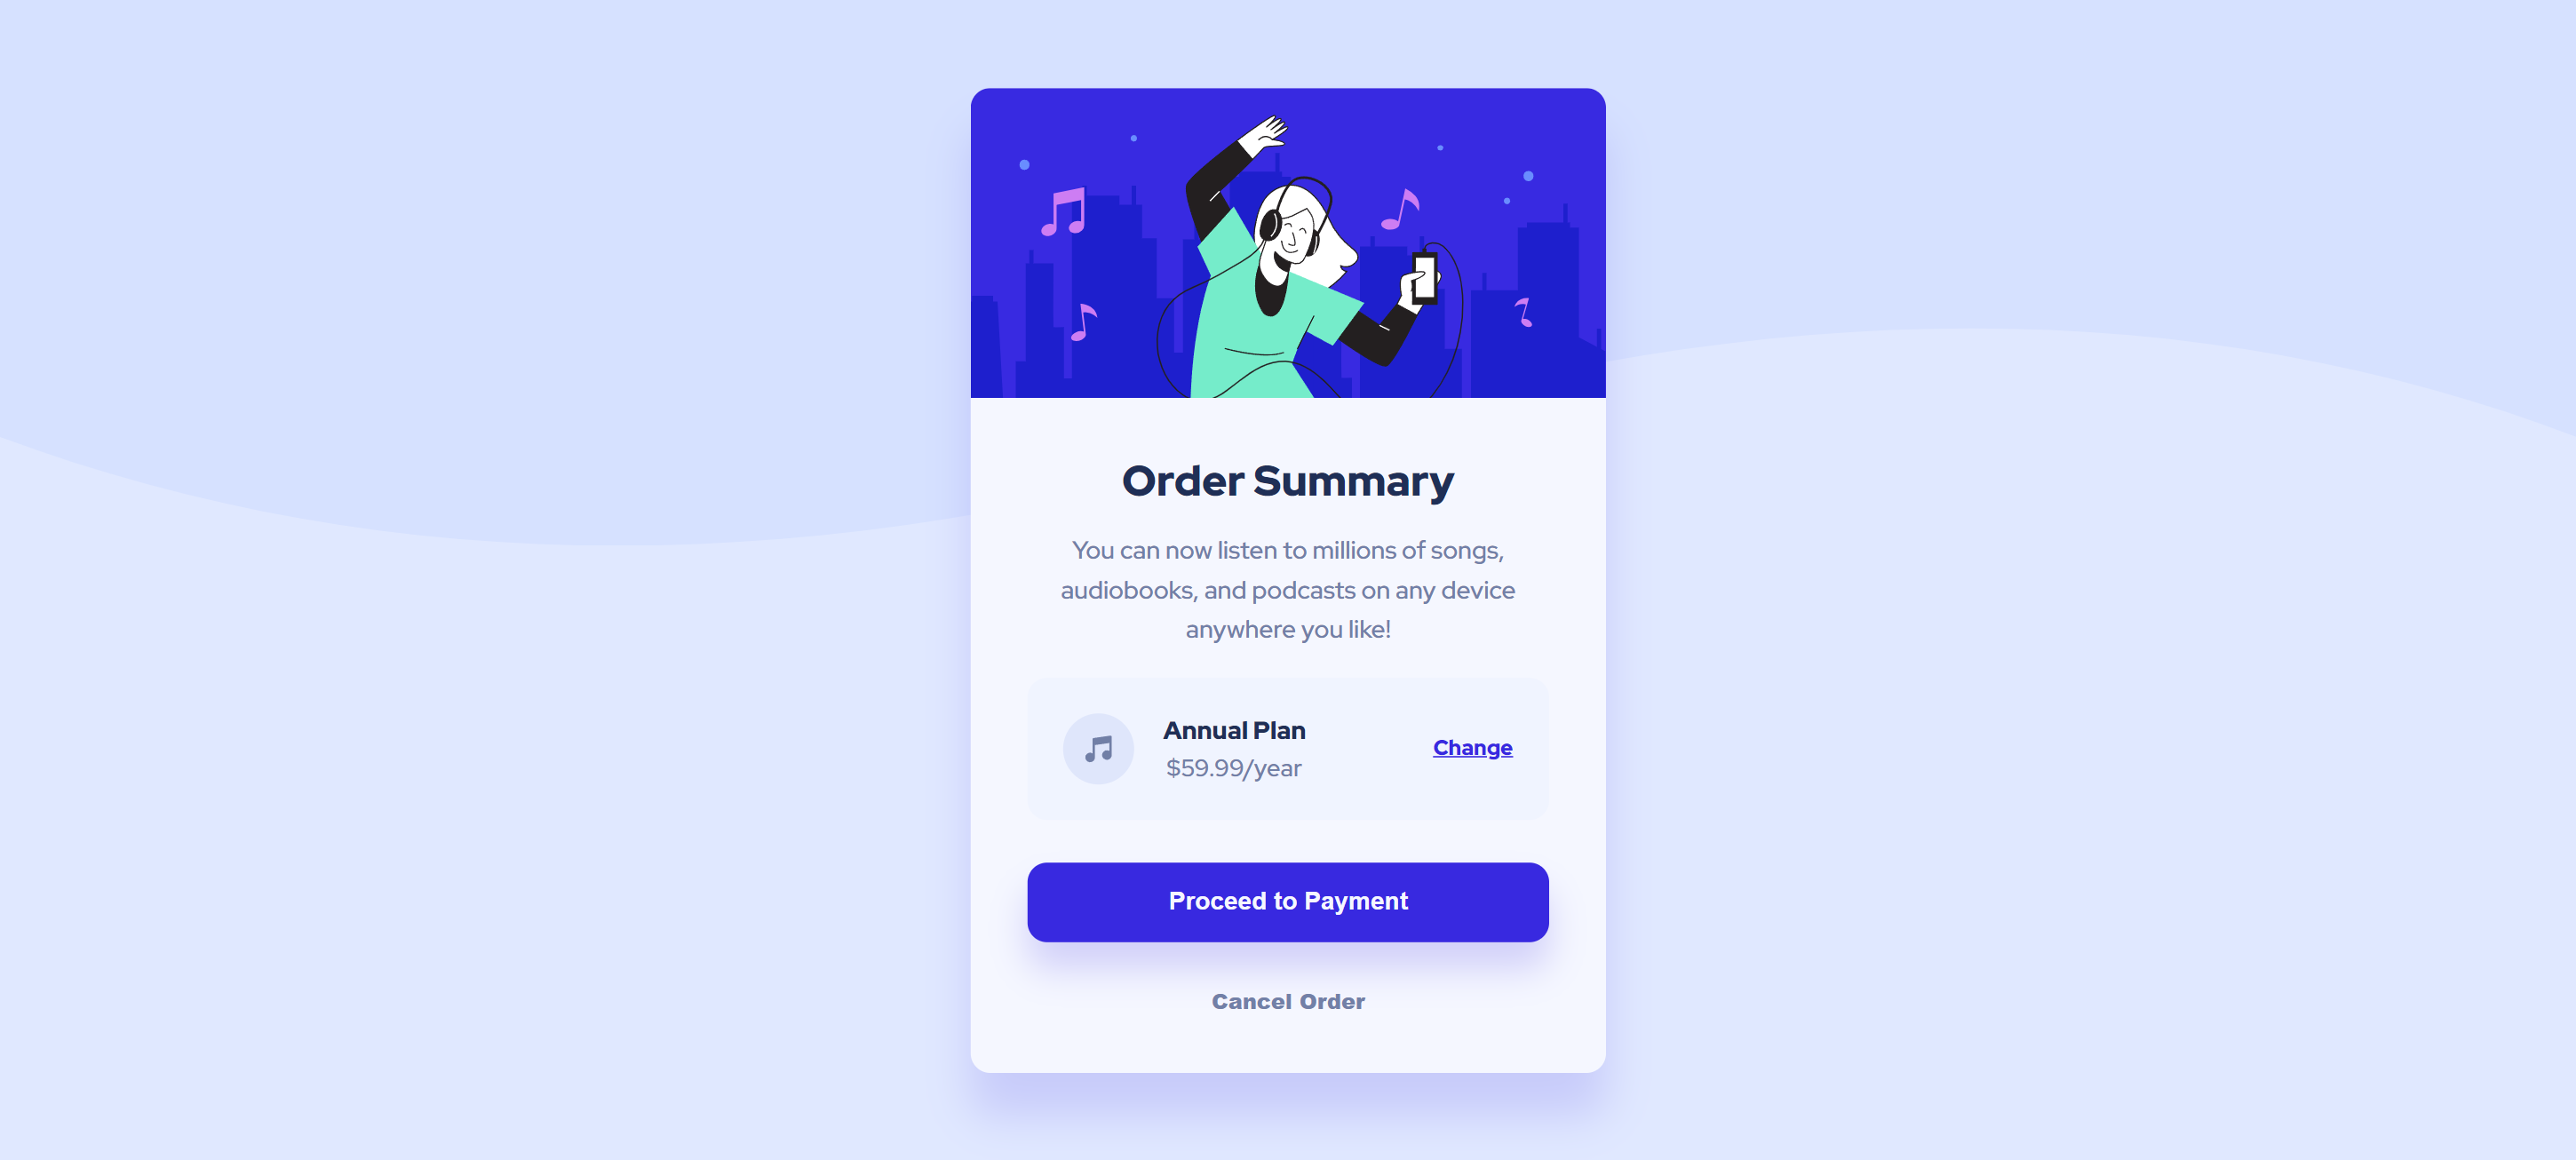 Order Summary
You can now listen to millions of songs,
audiobooks, and podcasts on any device
anywhere you like!
Annual Plan
$59.99/year
Change
Proceed to Payment
Cancel Order